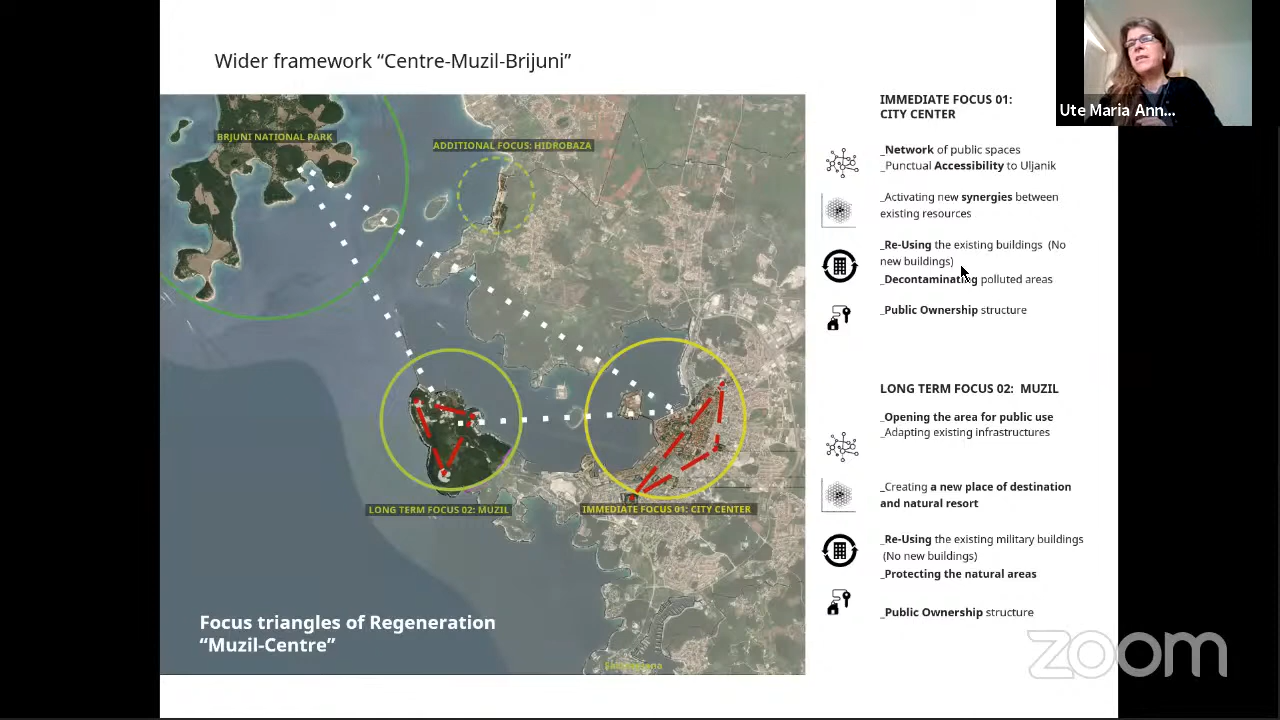 Wider framework “Centre-Muzil-Brijuni”
BRJUNI NATIONAL PARK
ADDITIONAL FOCUS: HIDROBAZA
LONG TERM FOCUS 02: MUZIL
IMMEDIATE FOCUS 01: CITY CENTER
Focus triangles of Regeneration
“Muzil-Centre”
IMMEDIATE FOCUS 01:
CITY CENTER
_Network of public spaces
_Punctual Accessibility to Uljanik
_Activating new synergies between
existing resources
_Re-Using the existing buildings (No
new buildings)
_Decontaminating polluted areas
_Public Ownership structure
LONG TERM FOCUS 02: MUZIL
_Opening the area for public use
_Adapting existing infrastructures
_Creating a new place of destination
and natural resort
_Re-Using the existing military buildings
(No new buildings)
_Protecting the natural areas
_Public Ownership structure
Ute Maria Ann...
zoom